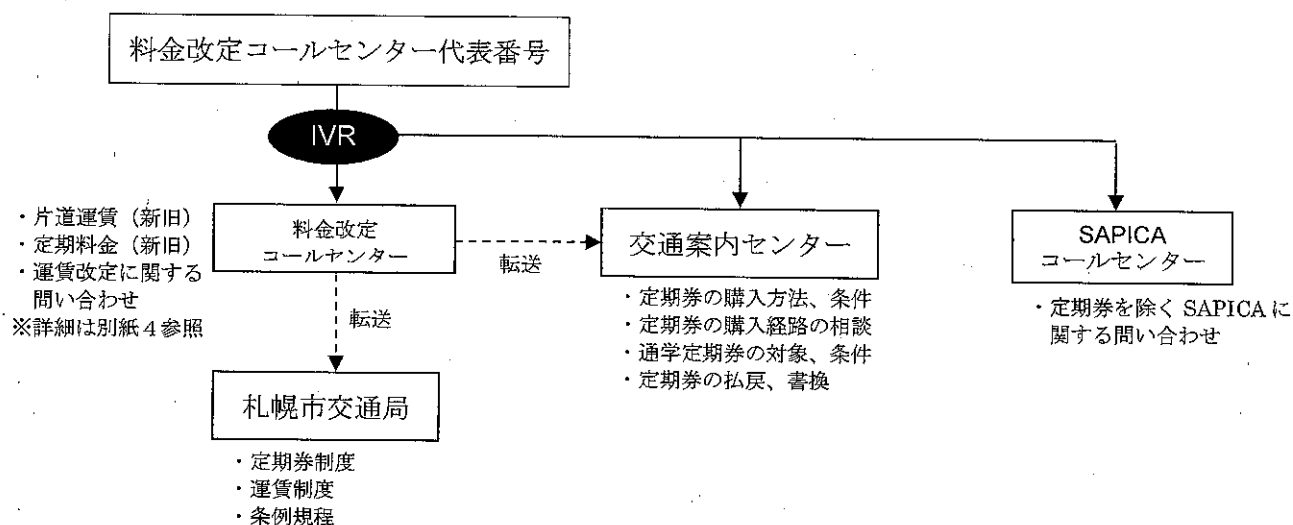 料金改定コールセンター代表番号
IVR
・片道運賃（新旧）
・定期料金（新旧）
・運賃改定に関する
問い合わせ
※詳細は別紙４参照
料金改定
コールセンター
転送
転送
交通案内センター
・定期券の購入方法、条件
・定期券の購入経路の相談
・通学定期券の対象、条件
・定期券の払戻、書換
SAPICA
コールセンター
・定期券を除く SAPICA に
関する問い合わせ
札幌市交通局
・定期券制度
・運賃制度
・条例規程